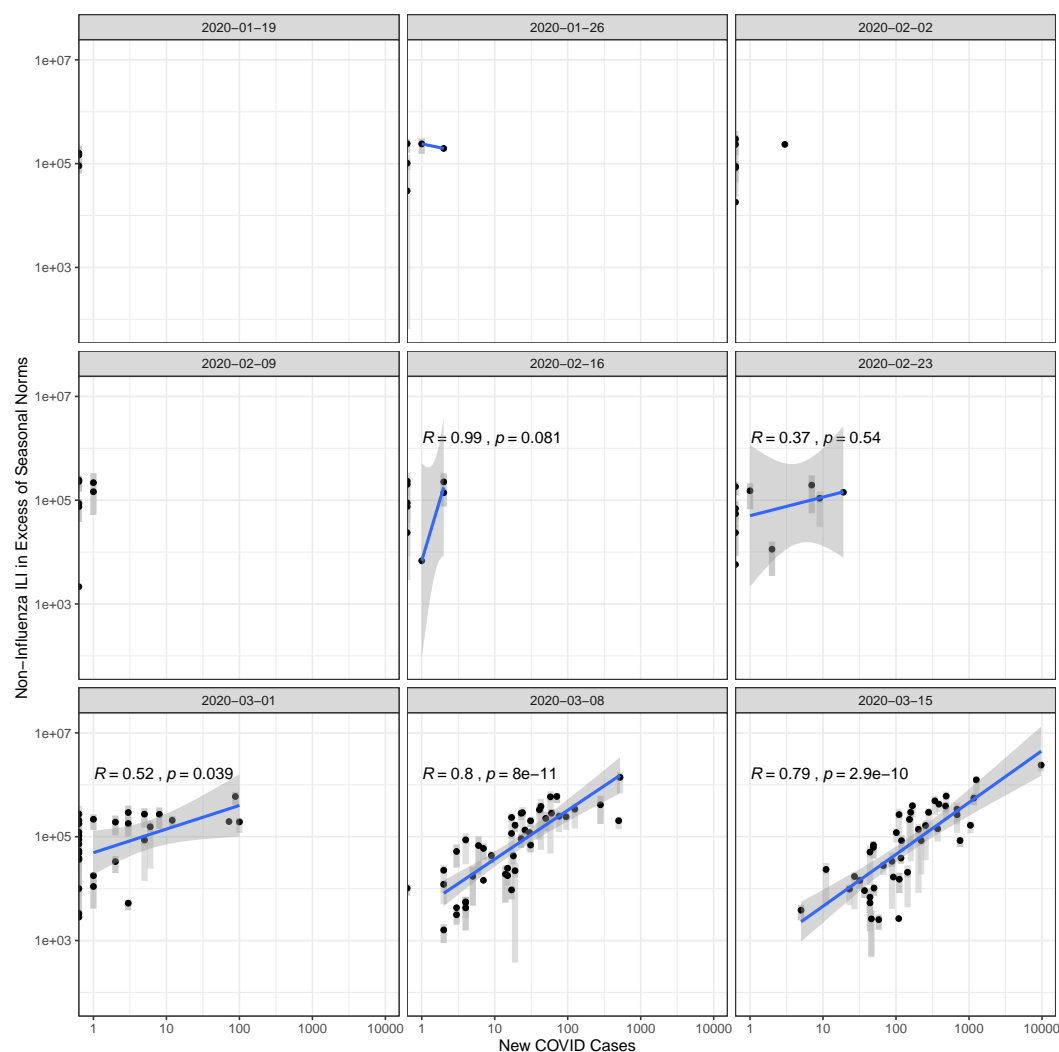 2020−01−19
2020−01−26
2020−02−02
1e+07
1e+05
1e+03
2020−02−09
2020−02−16
2020−02−23
1e+07
1e+05
1e+03
R = 0.99 , p = 0.081
R = 0.37 , p = 0.54
2020−03−01
2020−03−08
2020−03−15
1e+07
1e+05
1e+03
R = 0.52 , p = 0.039
R = 0.8 , p = 8e−11
R = 0.79 , p = 2.9e−10
1 10 100 1000 10000
1 10 100 1000 10000
1 10 100 1000 10000
New COVID Cases
Non−Influenza ILI in Excess of Seasonal Norms